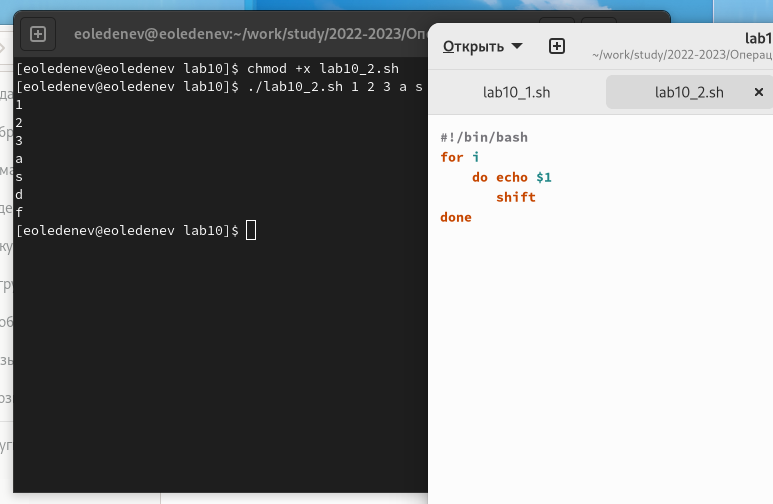 eoledenev@eoledenev:~/work/study/2022-2023/Оп
[eoledenev@eoledenev lab10]$ chmod +x lab10_2.sh
[eoledenev@eoledenev lab10]$ ./lab10_2.sh 1 2 3 a s
1
2
3
a
s
d
f
[eoledenev@eoledenev lab10]$
Открыть
lab1
~/work/study/2022-2023/Операц
lab10_1.sh
lab10_2.sh
#!/bin/bash
for i
do echo $1
shift
done